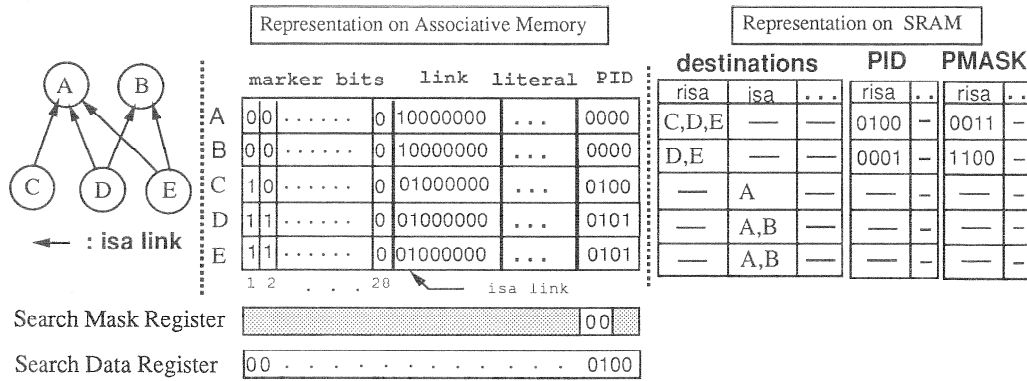 Representation on Associative Memory
Representation on SRAM
A B
C D E
: isa link
marker bits link literal PID
A 0 0 ...... 0 10000000 ... 0000
B 0 0 ...... 0 10000000 ... 0000
C 1 0 ...... 0 01000000 ... 0100
D 1 1 ...... 0 01000000 ... 0101
E 1 1 ...... 0 01000000 ... 0101
1 2 . . . 28 isa link
destinations PID PMASK
risa isa ... risa .. risa ..
C,D,E — — 0100 – 0011 –
D,E — — 0001 – 1100 –
— A — — – — –
— A,B — — – — –
— A,B — — – — –
Search Mask Register 00
Search Data Register 00 . . . . . . . . . . . . 0100